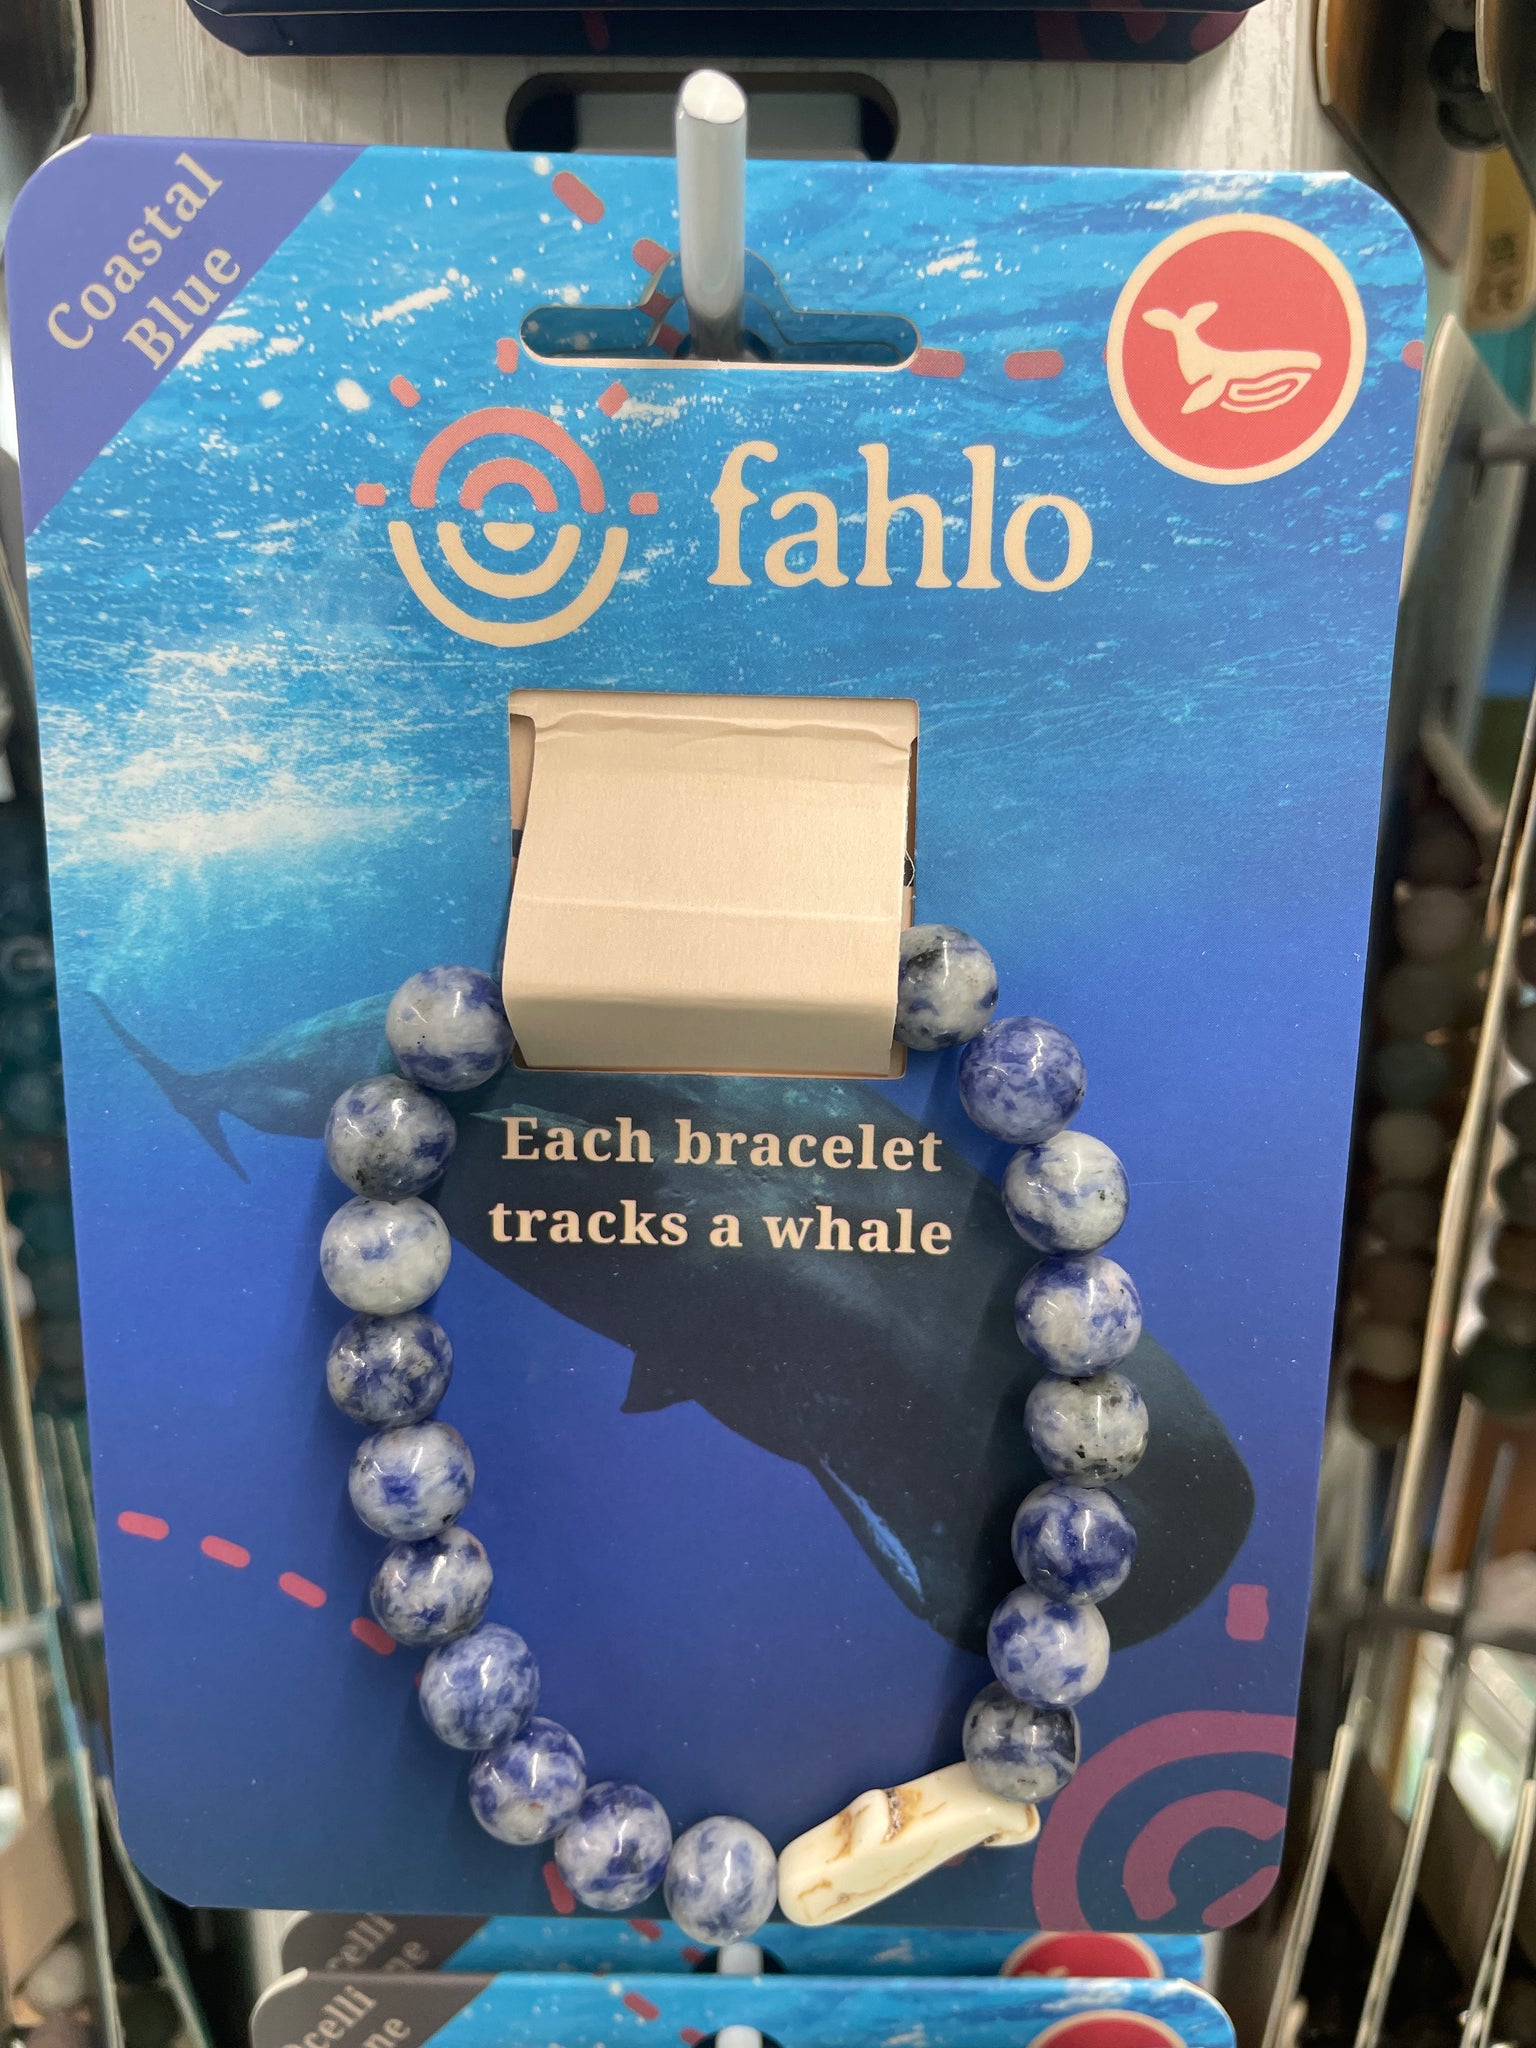 Coastal
Blue
fahlo
Each bracelet
tracks a whale